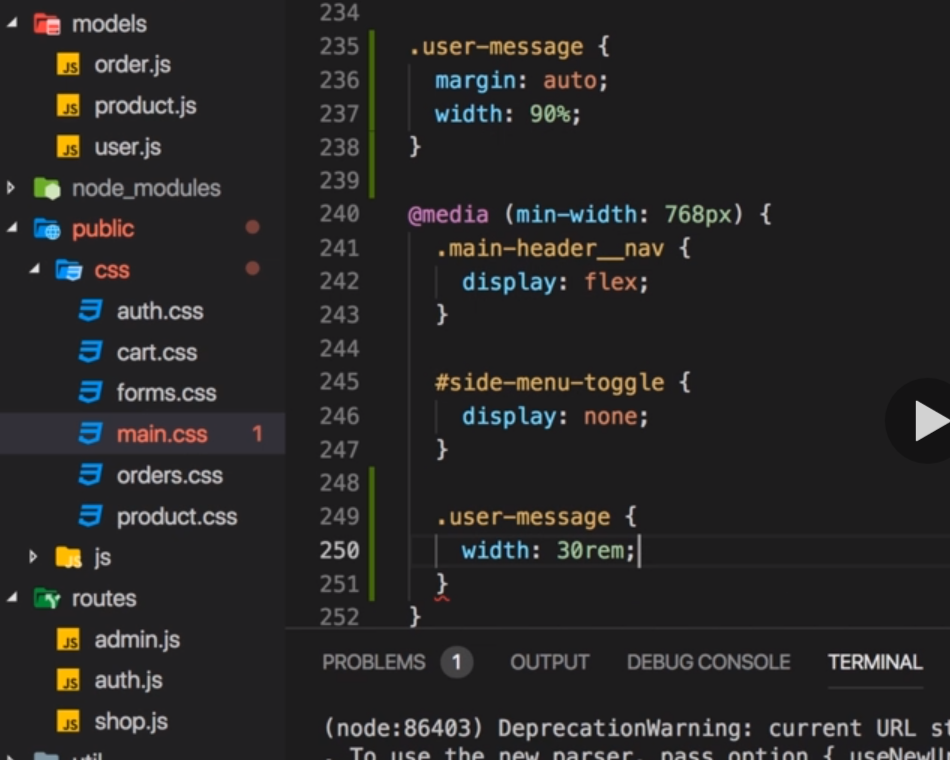 models
order.js
product.js
user.js
node_modules
public
css
auth.css
cart.css
forms.css
main.css 1
orders.css
product.css
js
routes
admin.js
auth.js
shop.js
234
235 .user-message {
236 margin: auto;
237 width: 90%;
238 }
239
240 @media (min-width: 768px) {
241 .main-header__nav {
242 display: flex;
243 }
244
245 #side-menu-toggle {
246 display: none;
247 }
248
249 .user-message {
250 width: 30rem;
251 }
252 }
PROBLEMS 1 OUTPUT DEBUG CONSOLE TERMINAL
(node:86403) DeprecationWarning: current URL st
. To use the new parser, pass option { useNewUr